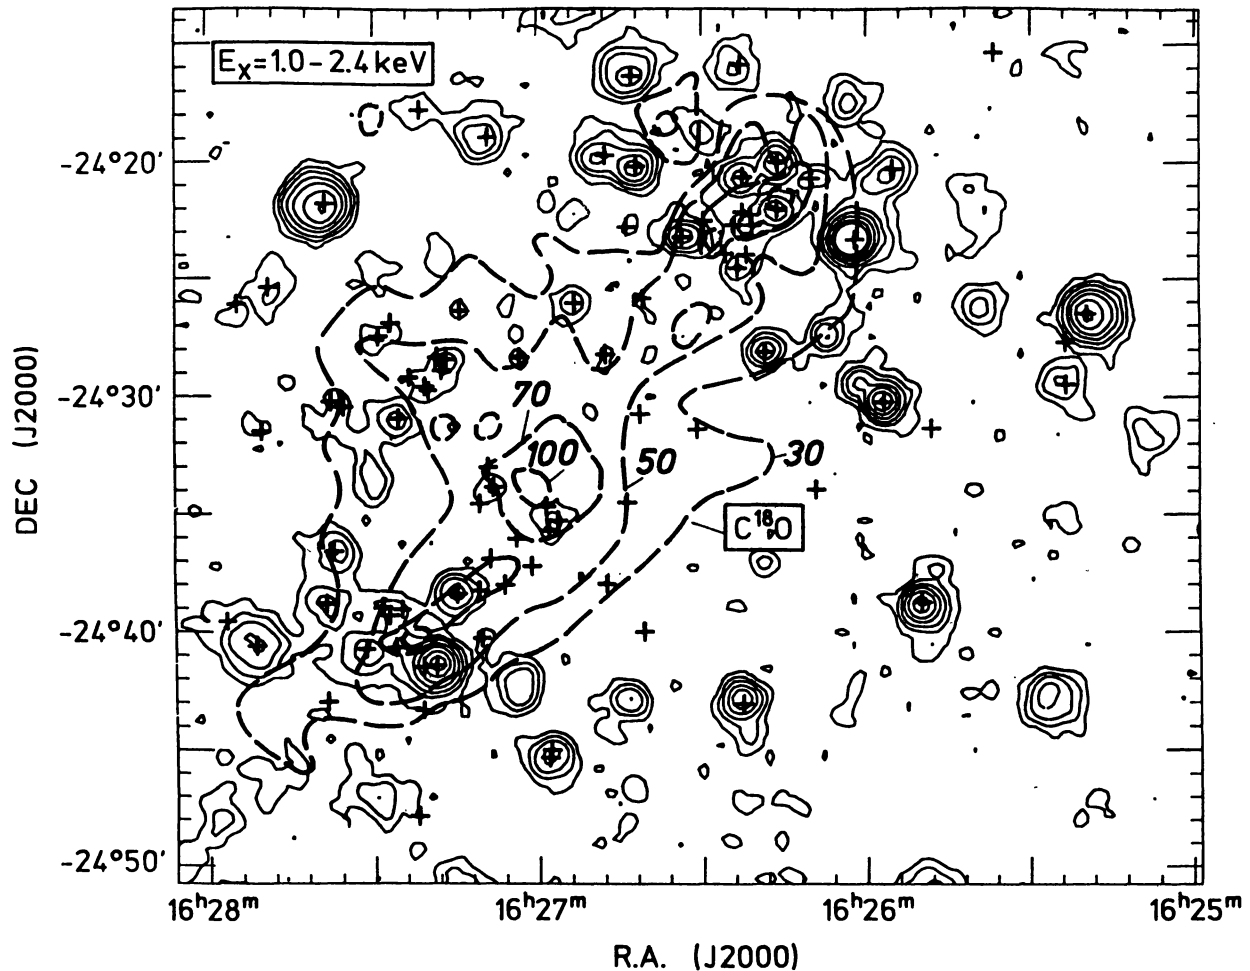 Eₓ=1.0-2.4 keV
-24°20'
-24°30'
70
100
50
30
C¹⁸O
-24°40'
-24°50'
16ʰ28ᵐ
16ʰ27ᵐ
16ʰ26ᵐ
16ʰ25ᵐ
R.A. (J2000)
DEC (J2000)